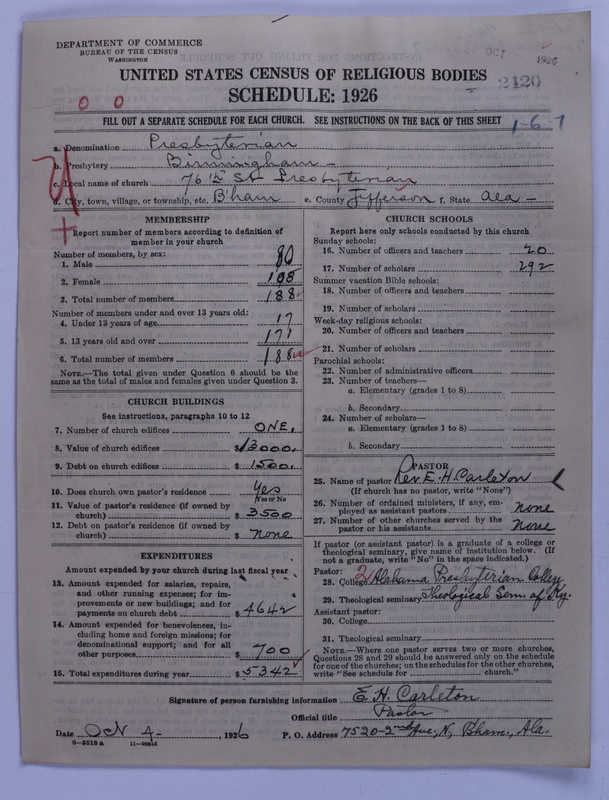 DEPARTMENT OF COMMERCE
BUREAU OF THE CENSUS
WASHINGTON
OCT 1926
2120
UNITED STATES CENSUS OF RELIGIOUS BODIES
SCHEDULE: 1926
0 0
FILL OUT A SEPARATE SCHEDULE FOR EACH CHURCH. SEE INSTRUCTIONS ON THE BACK OF THIS SHEET
1-6-7
a. Denomination Presbyterian
b. Presbytery Birmingham -
c. Local name of church 76th St. Presbyterian
d. City, town, village, or township, etc. B'ham e. County Jefferson f. State Ala -
MEMBERSHIP
Report number of members according to definition of member in your church
Number of members, by sex:
1. Male 80
2. Female 108
3. Total number of members 188
Number of members under and over 13 years old:
4. Under 13 years of age 17
5. 13 years old and over 171
6. Total number of members 188
NOTE.—The total given under Question 6 should be the same as the total of males and females given under Question 3.
CHURCH BUILDINGS
See instructions, paragraphs 10 to 12
7. Number of church edifices ONE.
8. Value of church edifices $13000.
9. Debt on church edifices $ 1500.
10. Does church own pastor's residence Yes
Yes or No
11. Value of pastor's residence (if owned by church) $ 3500
12. Debt on pastor's residence (if owned by church) $ none
EXPENDITURES
Amount expended by your church during last fiscal year
13. Amount expended for salaries, repairs, and other running expenses; for improvements or new buildings; and for payments on church debt $ 4642
14. Amount expended for benevolences, including home and foreign missions; for denominational support; and for all other purposes $ 700
15. Total expenditures during year $ 5342
CHURCH SCHOOLS
Report here only schools conducted by this church
Sunday schools:
16. Number of officers and teachers 20
17. Number of scholars 292
Summer vacation Bible schools:
18. Number of officers and teachers
19. Number of scholars
Week-day religious schools:
20. Number of officers and teachers
21. Number of scholars
Parochial schools:
22. Number of administrative officers
23. Number of teachers—
a. Elementary (grades 1 to 8)
b. Secondary
24. Number of scholars—
a. Elementary (grades 1 to 8)
b. Secondary
PASTOR
25. Name of pastor Rev. E. H. Carleton
(If church has no pastor, write "None")
26. Number of ordained ministers, if any, employed as assistant pastors none
27. Number of other churches served by the pastor or his assistants none
If pastor (or assistant pastor) is a graduate of a college or theological seminary, give name of institution below. (If not a graduate, write "No" in the space indicated.)
Pastor:
28. College 2 Alabama Presbyterian College
29. Theological seminary Theological Sem. of Ky.
Assistant pastor:
30. College
31. Theological seminary
NOTE.—Where one pastor serves two or more churches, Questions 28 and 29 should be answered only on the schedule for one of the churches; on the schedules for the other churches, write "See schedule for church."
Signature of person furnishing information E. H. Carleton
Official title Pastor
Date Oct 4-, 1926 P. O. Address 7520-2nd Ave, N, Bham., Ala.
8-5518a 11-9864d